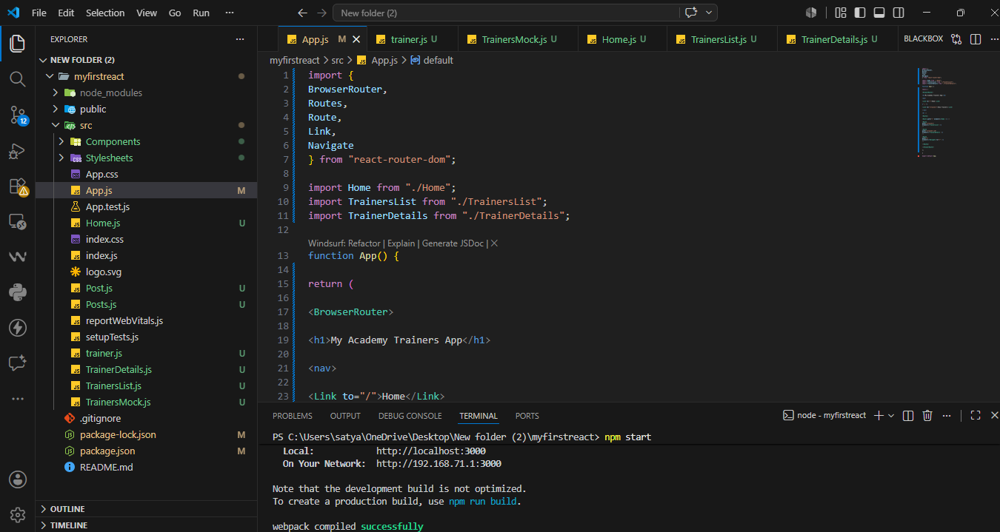 File Edit Selection View Go Run ···
New folder (2)
EXPLORER ···
NEW FOLDER (2)
myfirstreact
node_modules
public
src
Components
Stylesheets
App.css
App.js M
App.test.js
Home.js U
index.css
index.js
logo.svg
Post.js U
Posts.js U
reportWebVitals.js
setupTests.js
trainer.js U
TrainerDetails.js U
TrainersList.js U
TrainersMock.js U
.gitignore
package-lock.json M
package.json M
README.md
OUTLINE
TIMELINE
12
App.js M
trainer.js U
TrainersMock.js U
Home.js U
TrainersList.js U
TrainerDetails.js U
BLACKBOX
myfirstreact > src > App.js > default
1 import {
2 BrowserRouter,
3 Routes,
4 Route,
5 Link,
6 Navigate
7 } from "react-router-dom";
8
9 import Home from "./Home";
10 import TrainersList from "./TrainersList";
11 import TrainerDetails from "./TrainerDetails";
12
Windsurf: Refactor | Explain | Generate JSDoc | X
13 function App() {
14
15 return (
16
17 <BrowserRouter>
18
19 <h1>My Academy Trainers App</h1>
20
21 <nav>
22
23 <Link to="/">Home</Link>
PROBLEMS OUTPUT DEBUG CONSOLE TERMINAL PORTS
node - myfirstreact
PS C:\Users\satya\OneDrive\Desktop\New folder (2)\myfirstreact> npm start
Local: http://localhost:3000
On Your Network: http://192.168.71.1:3000
Note that the development build is not optimized.
To create a production build, use npm run build.
webpack compiled successfully